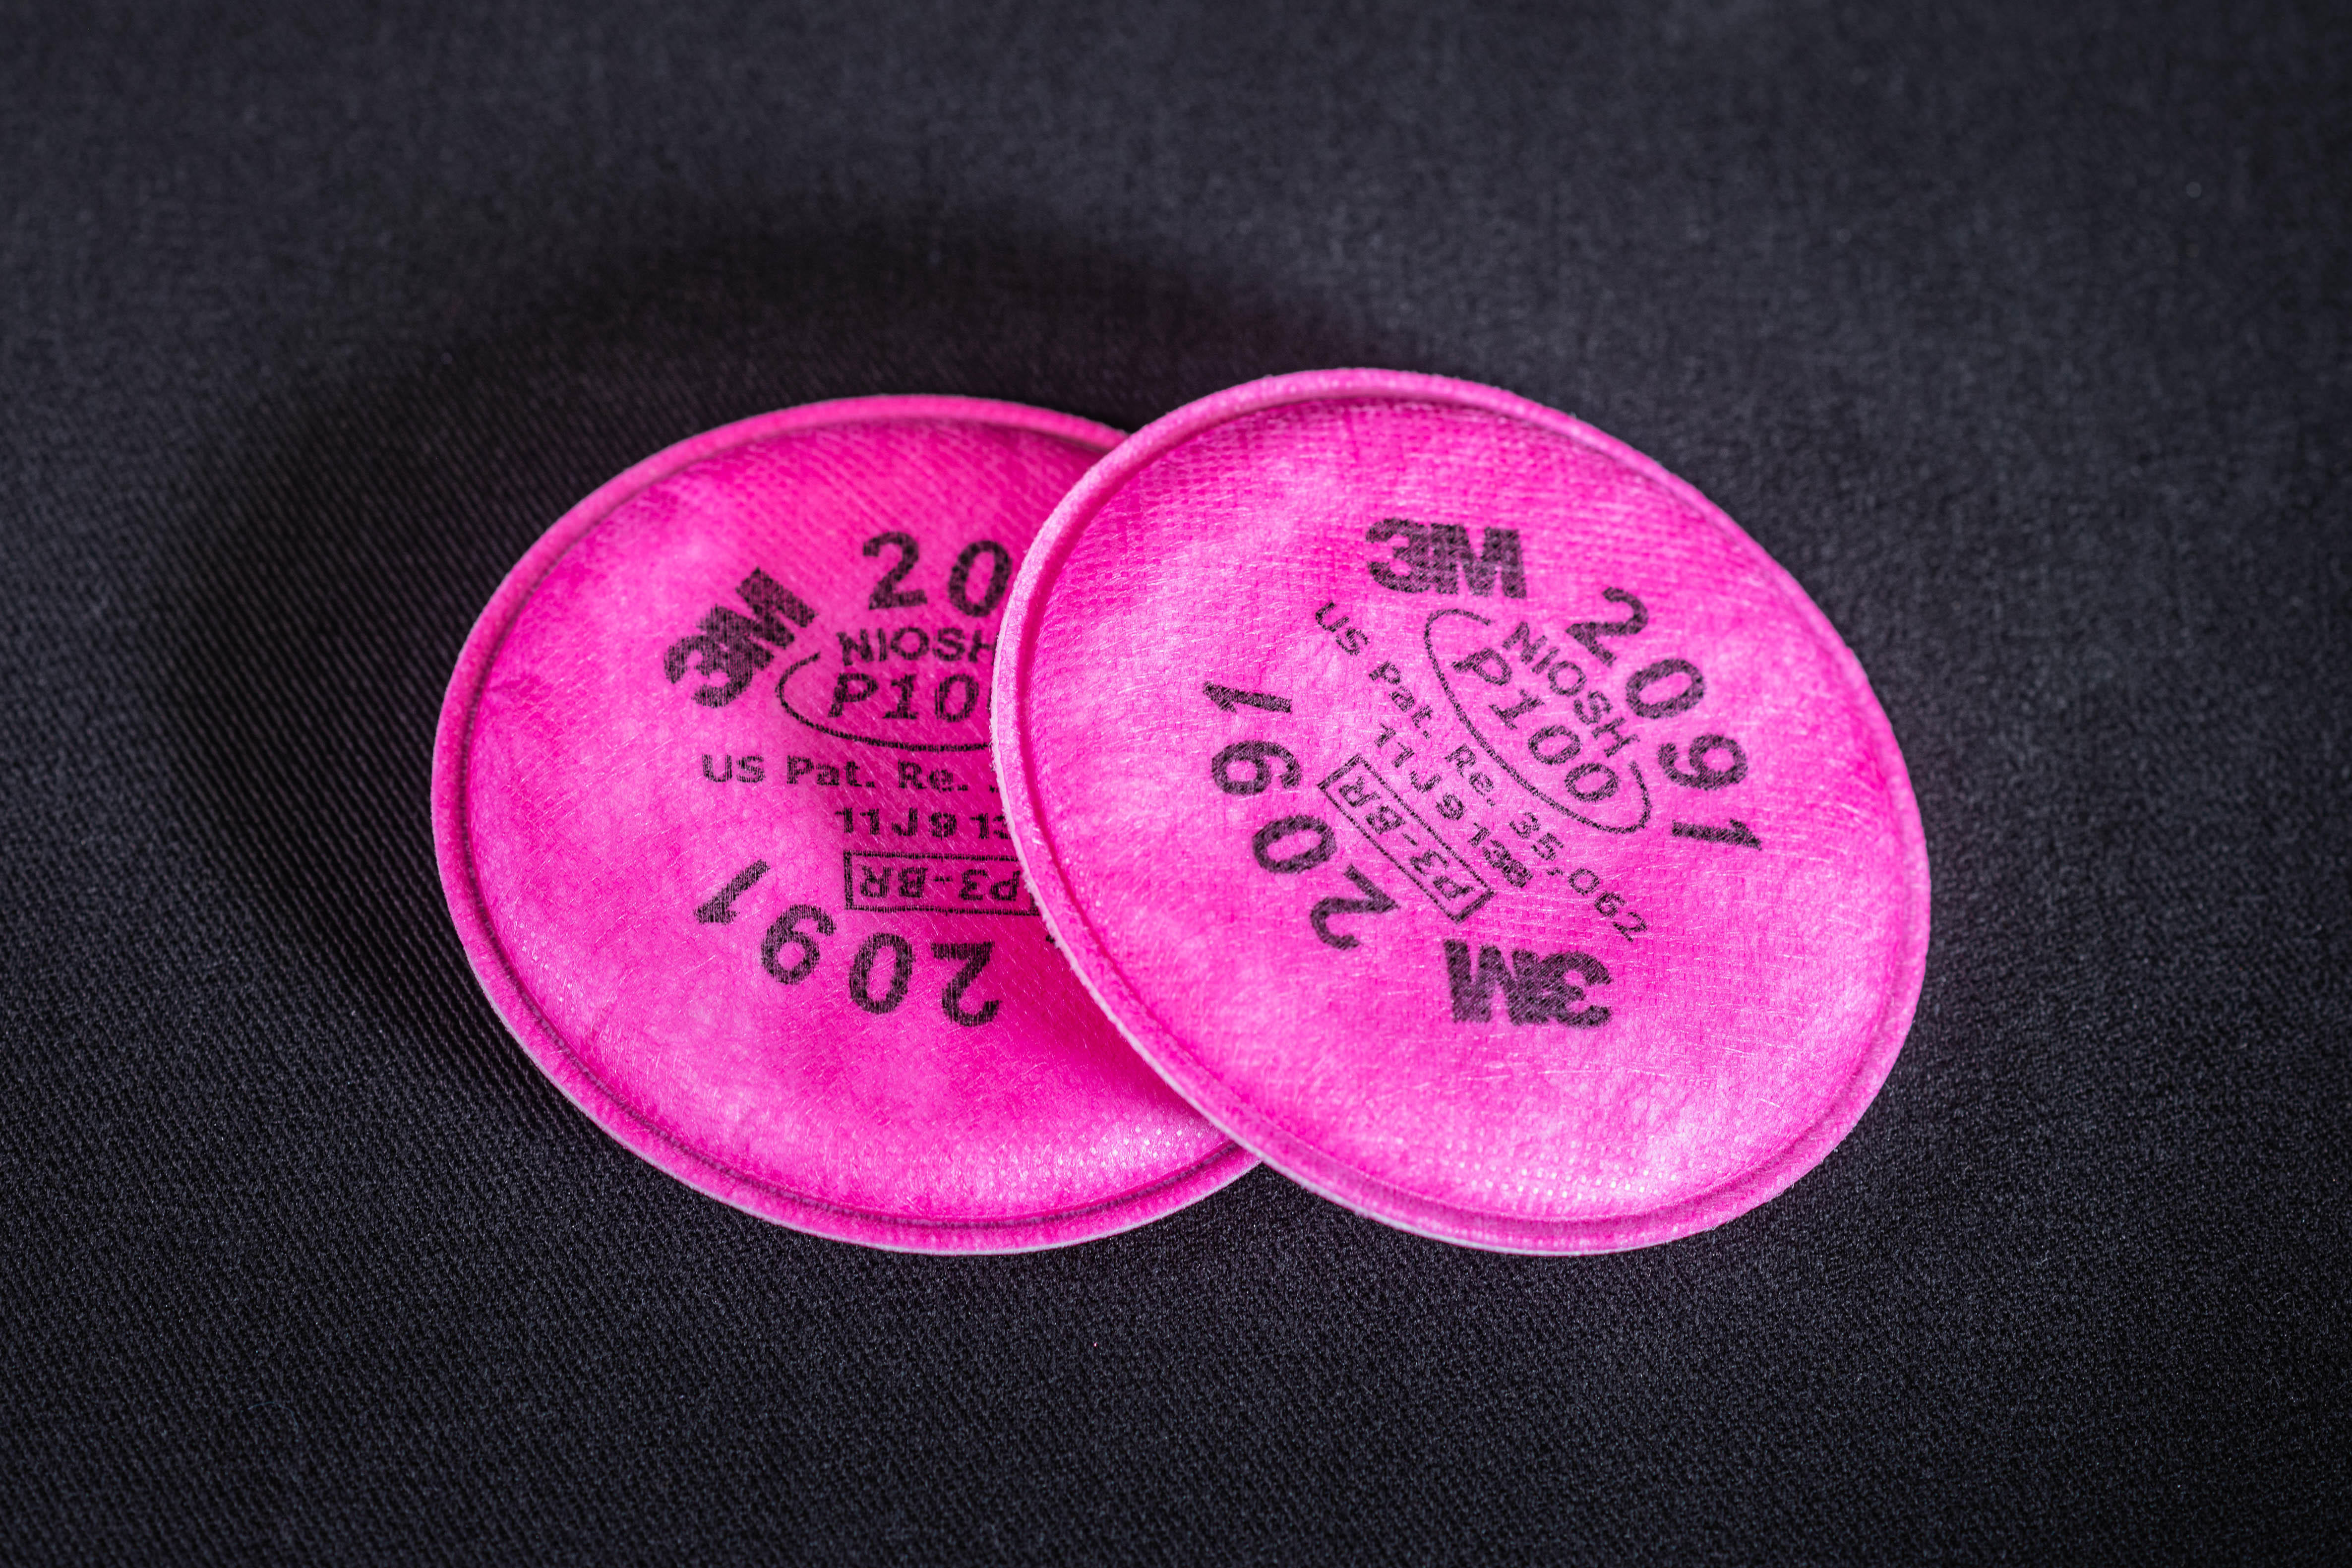 3M
20
NIOSH
P10
US Pat. Re.
11J913
P3-BR
2091
3M
2091
NIOSH
P100
US Pat. Re. 35,062
P3-BR
2091
3M